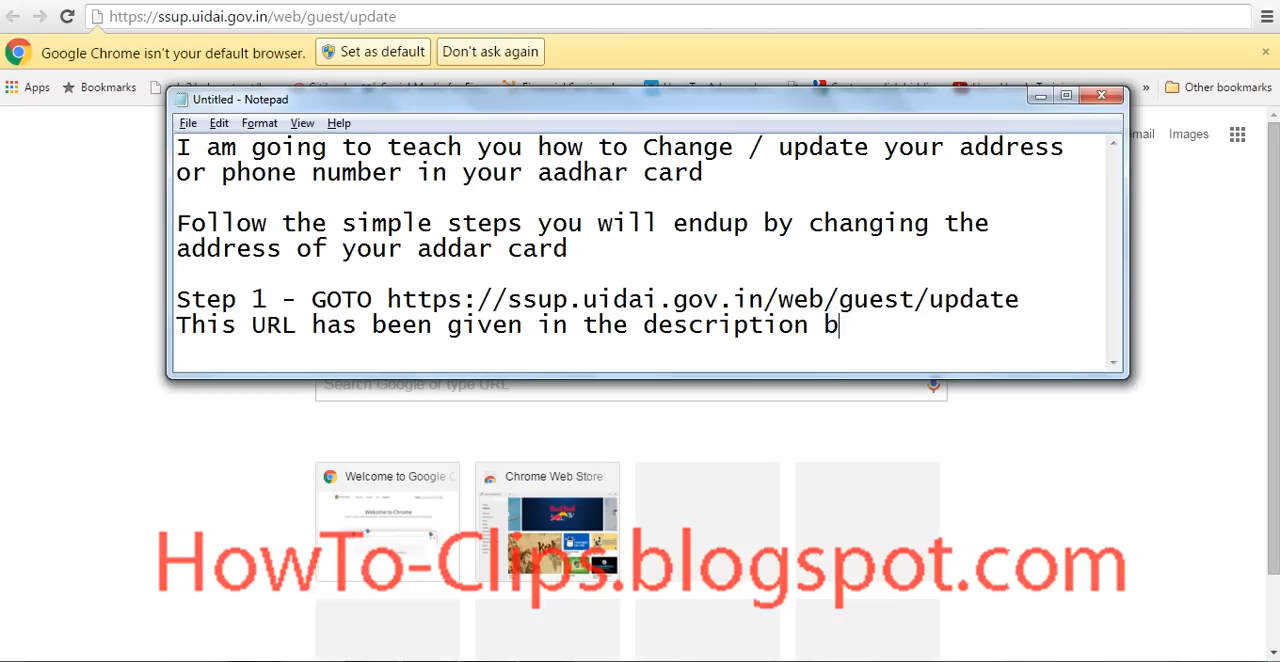 https://ssup.uidai.gov.in/web/guest/update
Google Chrome isn't your default browser. Set as default Don't ask again
Apps Bookmarks » Other bookmarks
Untitled - Notepad
File Edit Format View Help
Images
I am going to teach you how to Change / update your address
or phone number in your aadhar card
Follow the simple steps you will endup by changing the
address of your addar card
Step 1 - GOTO https://ssup.uidai.gov.in/web/guest/update
This URL has been given in the description b
Search Google or type URL
Welcome to Google C Chrome Web Store
Welcome to Chrome
HowTo-Clips.blogspot.com